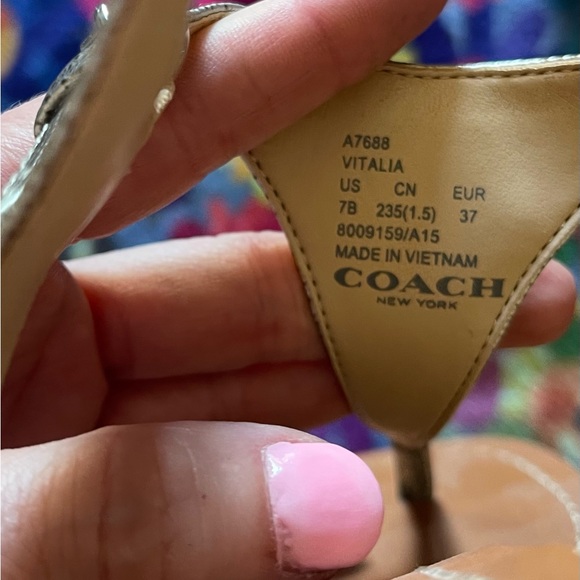 A7688
VITALIA
US CN EUR
7B 235(1.5) 37
8009159/A15
MADE IN VIETNAM
COACH
NEW YORK